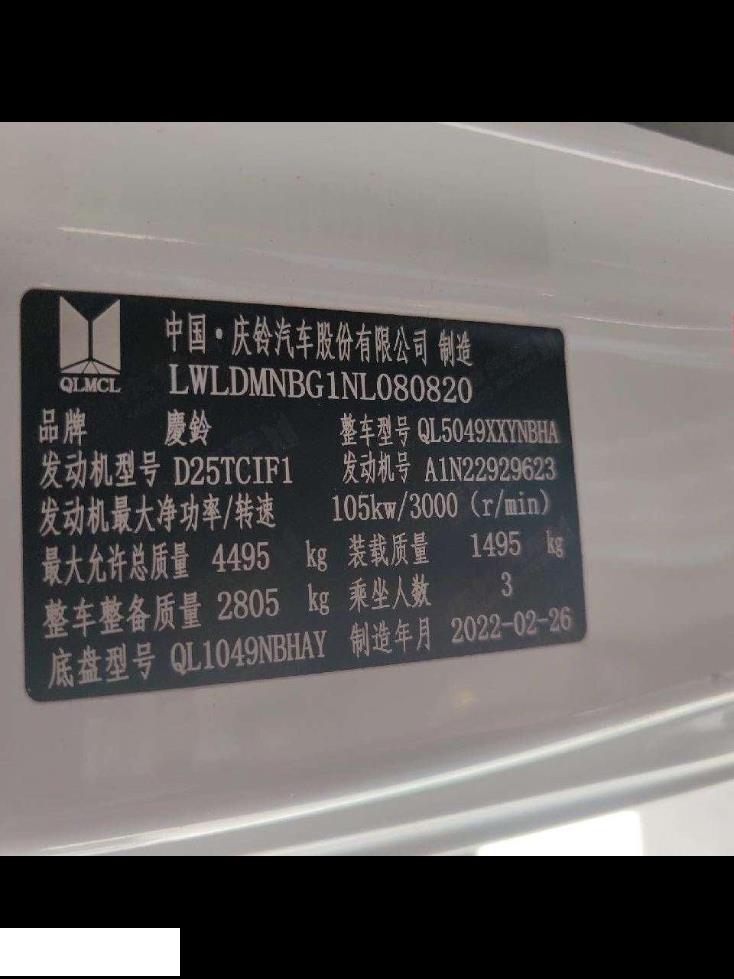 中国·庆铃汽车股份有限公司 制造
QLMCL
LWLDMNBG1NL080820
品牌 慶鈴 整车型号 QL5049XXYNBHA
发动机型号 D25TCIF1 发动机号 A1N22929623
发动机最大净功率/转速 105kw/3000（r/min）
最大允许总质量 4495 kg 装载质量 1495 kg
整车整备质量 2805 kg 乘坐人数 3
底盘型号 QL1049NBHAY 制造年月 2022-02-26